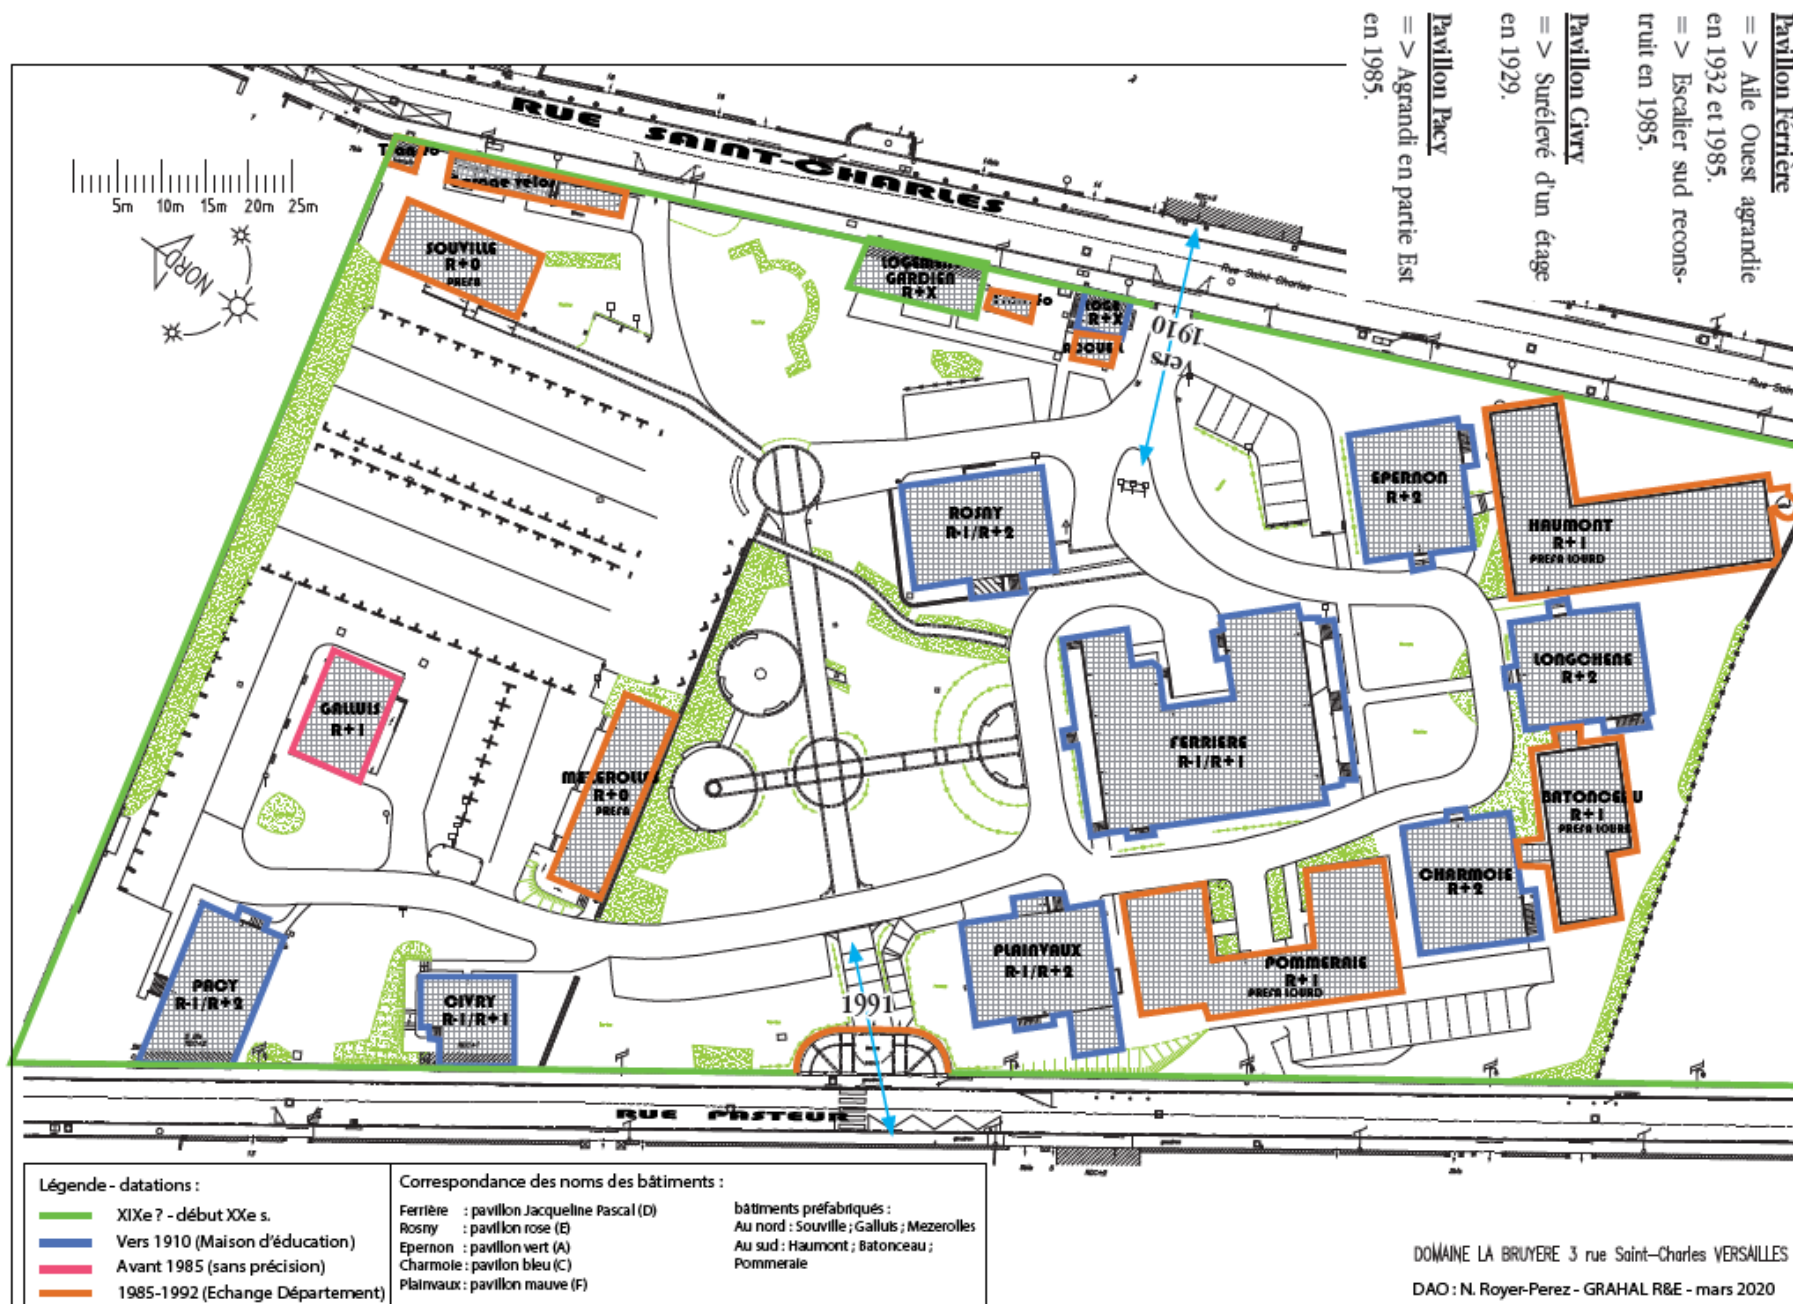 Pavillon Ferrière
=> Aile Ouest agrandie
en 1932 et 1985.
=> Escalier sud recons-
truit en 1985.
Pavillon Civry
=> Surélevé d'un étage
en 1929.
Pavillon Pacy
=> Agrandi en partie Est
en 1985.
RUE SAINT-CHARLES
Rue Saint Charles
5m 10m 15m 20m 25m
NORD
SOUVILLE
R+0
PREFA
LOGEMENT
GARDIEN
R+X
LOGE
R+X
Vers
1910
EPERNON
R+2
HAUMONT
R+1
PREFA LOURD
ROSNY
R-1/R+2
LONGCHENE
R+2
GALLUIS
R+1
FERRIERE
R-1/R+1
MEZEROLLES
R+0
PREFA
BATONCEAU
R+1
PREFA LOURD
CHARMOIE
R+2
PLAINVAUX
R-1/R+2
POMMERAIE
R+1
PREFA LOURD
PACY
R-1/R+2
CIVRY
R-1/R+1
1991
RUE PASTEUR
Légende - datations :
XIXe ? - début XXe s.
Vers 1910 (Maison d'éducation)
Avant 1985 (sans précision)
1985-1992 (Echange Département)
Correspondance des noms des bâtiments :
Ferrière : pavillon Jacqueline Pascal (D)
Rosny : pavillon rose (E)
Epernon : pavillon vert (A)
Charmoie : pavillon bleu (C)
Plainvaux : pavillon mauve (F)
bâtiments préfabriqués :
Au nord : Souville ; Galluis ; Mezerolles
Au sud : Haumont ; Batonceau ;
Pommeraie
DOMAINE LA BRUYERE 3 rue Saint-Charles VERSAILLES
DAO : N. Royer-Perez - GRAHAL R&E - mars 2020